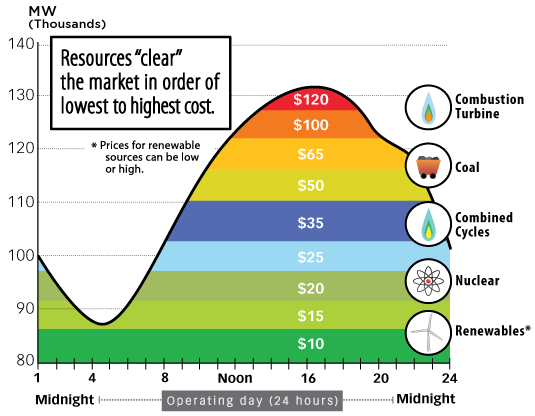 MW
(Thousands)
140
130
120
110
100
90
80
Resources “clear”
the market in order of
lowest to highest cost.
* Prices for renewable
sources can be low
or high.
$120
$100
$65
$50
$35
$25
$20
$15
$10
Combustion
Turbine
Coal
Combined
Cycles
Nuclear
Renewables*
1 4 8 Noon 16 20 24
Midnight Operating day (24 hours) Midnight